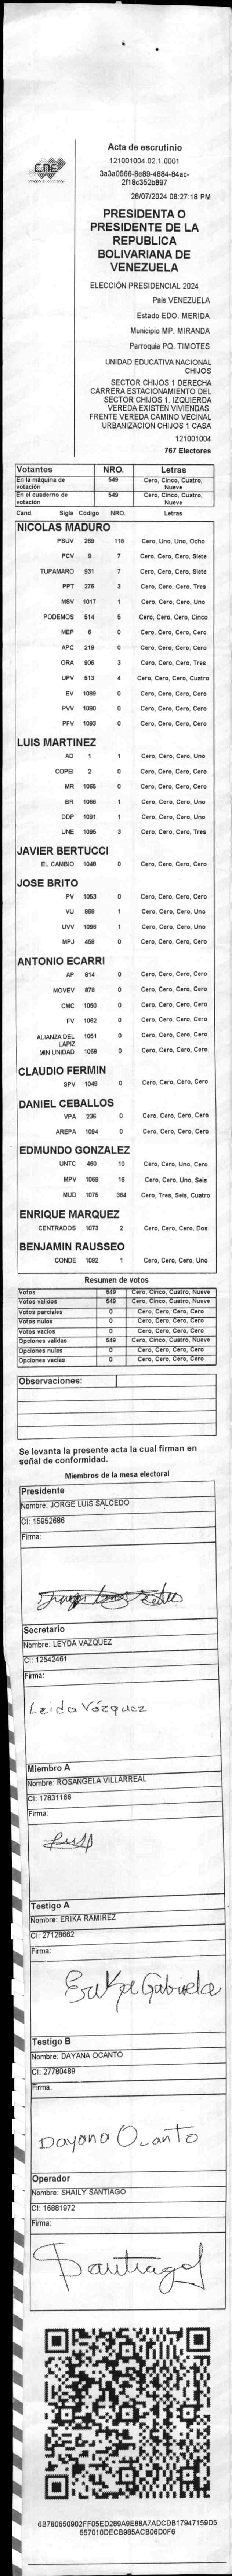 CNE
Acta de escrutinio
121001004.02.1.0001
3a3a0566-8e89-4884-84ac-
2f18c352b897
28/07/2024 08:27:18 PM
PRESIDENTA O
PRESIDENTE DE LA
REPUBLICA
BOLIVARIANA DE
VENEZUELA
ELECCIÓN PRESIDENCIAL 2024
Pais VENEZUELA
Estado EDO. MERIDA
Municipio MP. MIRANDA
Parroquia PQ. TIMOTES
UNIDAD EDUCATIVA NACIONAL
CHIJOS
SECTOR CHIJOS 1 DERECHA
CARRERA ESTACIONAMIENTO DEL
SECTOR CHIJOS 1. IZQUIERDA
VEREDA EXISTEN VIVIENDAS.
FRENTE VEREDA CAMINO VECINAL
URBANIZACION CHIJOS 1 CASA
121001004
767 Electores
Votantes NRO. Letras
En la máquina de votación 549 Cero, Cinco, Cuatro, Nueve
En el cuaderno de votación 549 Cero, Cinco, Cuatro, Nueve
Cand. Sigla Código NRO. Letras
NICOLAS MADURO
PSUV 269 118 Cero, Uno, Uno, Ocho
PCV 9 7 Cero, Cero, Cero, Siete
TUPAMARO 931 7 Cero, Cero, Cero, Siete
PPT 276 3 Cero, Cero, Cero, Tres
MSV 1017 1 Cero, Cero, Cero, Uno
PODEMOS 514 5 Cero, Cero, Cero, Cinco
MEP 6 0 Cero, Cero, Cero, Cero
APC 219 0 Cero, Cero, Cero, Cero
ORA 906 3 Cero, Cero, Cero, Tres
UPV 513 4 Cero, Cero, Cero, Cuatro
EV 1089 0 Cero, Cero, Cero, Cero
PVV 1090 0 Cero, Cero, Cero, Cero
PFV 1093 0 Cero, Cero, Cero, Cero
LUIS MARTINEZ
AD 1 1 Cero, Cero, Cero, Uno
COPEI 2 0 Cero, Cero, Cero, Cero
MR 1065 0 Cero, Cero, Cero, Cero
BR 1066 1 Cero, Cero, Cero, Uno
DDP 1091 1 Cero, Cero, Cero, Uno
UNE 1095 3 Cero, Cero, Cero, Tres
JAVIER BERTUCCI
EL CAMBIO 1048 0 Cero, Cero, Cero, Cero
JOSE BRITO
PV 1053 0 Cero, Cero, Cero, Cero
VU 868 1 Cero, Cero, Cero, Uno
UVV 1096 1 Cero, Cero, Cero, Uno
MPJ 458 0 Cero, Cero, Cero, Cero
ANTONIO ECARRI
AP 814 0 Cero, Cero, Cero, Cero
MOVEV 878 0 Cero, Cero, Cero, Cero
CMC 1050 0 Cero, Cero, Cero, Cero
FV 1062 0 Cero, Cero, Cero, Cero
ALIANZA DEL LAPIZ 1051 0 Cero, Cero, Cero, Cero
MIN UNIDAD 1068 0 Cero, Cero, Cero, Cero
CLAUDIO FERMIN
SPV 1049 0 Cero, Cero, Cero, Cero
DANIEL CEBALLOS
VPA 236 0 Cero, Cero, Cero, Cero
AREPA 1094 0 Cero, Cero, Cero, Cero
EDMUNDO GONZALEZ
UNTC 460 10 Cero, Cero, Uno, Cero
MPV 1069 16 Cero, Cero, Uno, Seis
MUD 1075 364 Cero, Tres, Seis, Cuatro
ENRIQUE MARQUEZ
CENTRADOS 1073 2 Cero, Cero, Cero, Dos
BENJAMIN RAUSSEO
CONDE 1092 1 Cero, Cero, Cero, Uno
Resumen de votos
Votos 549 Cero, Cinco, Cuatro, Nueve
Votos validos 549 Cero, Cinco, Cuatro, Nueve
Votos parciales 0 Cero, Cero, Cero, Cero
Votos nulos 0 Cero, Cero, Cero, Cero
Votos vacios 0 Cero, Cero, Cero, Cero
Opciones validas 549 Cero, Cinco, Cuatro, Nueve
Opciones nulas 0 Cero, Cero, Cero, Cero
Opciones vacias 0 Cero, Cero, Cero, Cero
Observaciones:
Se levanta la presente acta la cual firman en
señal de conformidad.
Miembros de la mesa electoral
Presidente
Nombre: JORGE LUIS SALCEDO
CI: 15952686
Firma:
Secretario
Nombre: LEYDA VAZQUEZ
CI: 12542461
Firma:
Leida Vázquez
Miembro A
Nombre: ROSANGELA VILLARREAL
CI: 17831166
Firma:
Testigo A
Nombre: ERIKA RAMIREZ
CI: 27128662
Firma:
Erika Gabriela
Testigo B
Nombre: DAYANA OCANTO
CI: 27780489
Firma:
Dayana Ocanto
Operador
Nombre: SHAILY SANTIAGO
CI: 16881972
Firma:
Santiago
6B780650902FF05ED289A9E88A7ADCDB17947159D5
557010DECB985ACB06D0F6